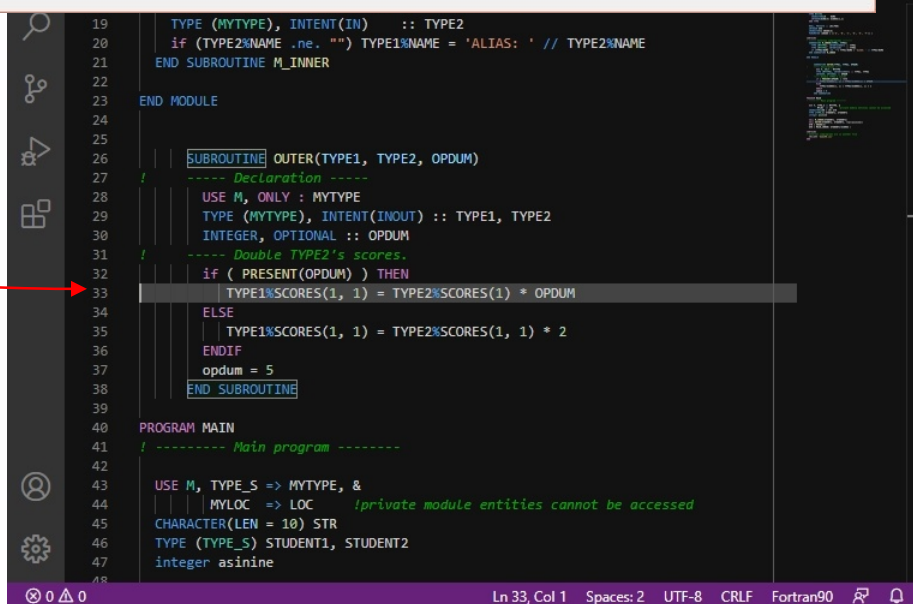 19 TYPE (MYTYPE), INTENT(IN) :: TYPE2
20 if (TYPE2%NAME .ne. "") TYPE1%NAME = 'ALIAS: ' // TYPE2%NAME
21 END SUBROUTINE M_INNER
22
23 END MODULE
24
25
26 SUBROUTINE OUTER(TYPE1, TYPE2, OPDUM)
27 ! ----- Declaration -----
28 USE M, ONLY : MYTYPE
29 TYPE (MYTYPE), INTENT(INOUT) :: TYPE1, TYPE2
30 INTEGER, OPTIONAL :: OPDUM
31 ! ----- Double TYPE2's scores.
32 if ( PRESENT(OPDUM) ) THEN
33 TYPE1%SCORES(1, 1) = TYPE2%SCORES(1) * OPDUM
34 ELSE
35 TYPE1%SCORES(1, 1) = TYPE2%SCORES(1, 1) * 2
36 ENDIF
37 opdum = 5
38 END SUBROUTINE
39
40 PROGRAM MAIN
41 ! --------- Main program --------
42
43 USE M, TYPE_S => MYTYPE, &
44 MYLOC => LOC !private module entities cannot be accessed
45 CHARACTER(LEN = 10) STR
46 TYPE (TYPE_S) STUDENT1, STUDENT2
47 integer asinine
48
0 0 Ln 33, Col 1 Spaces: 2 UTF-8 CRLF Fortran90